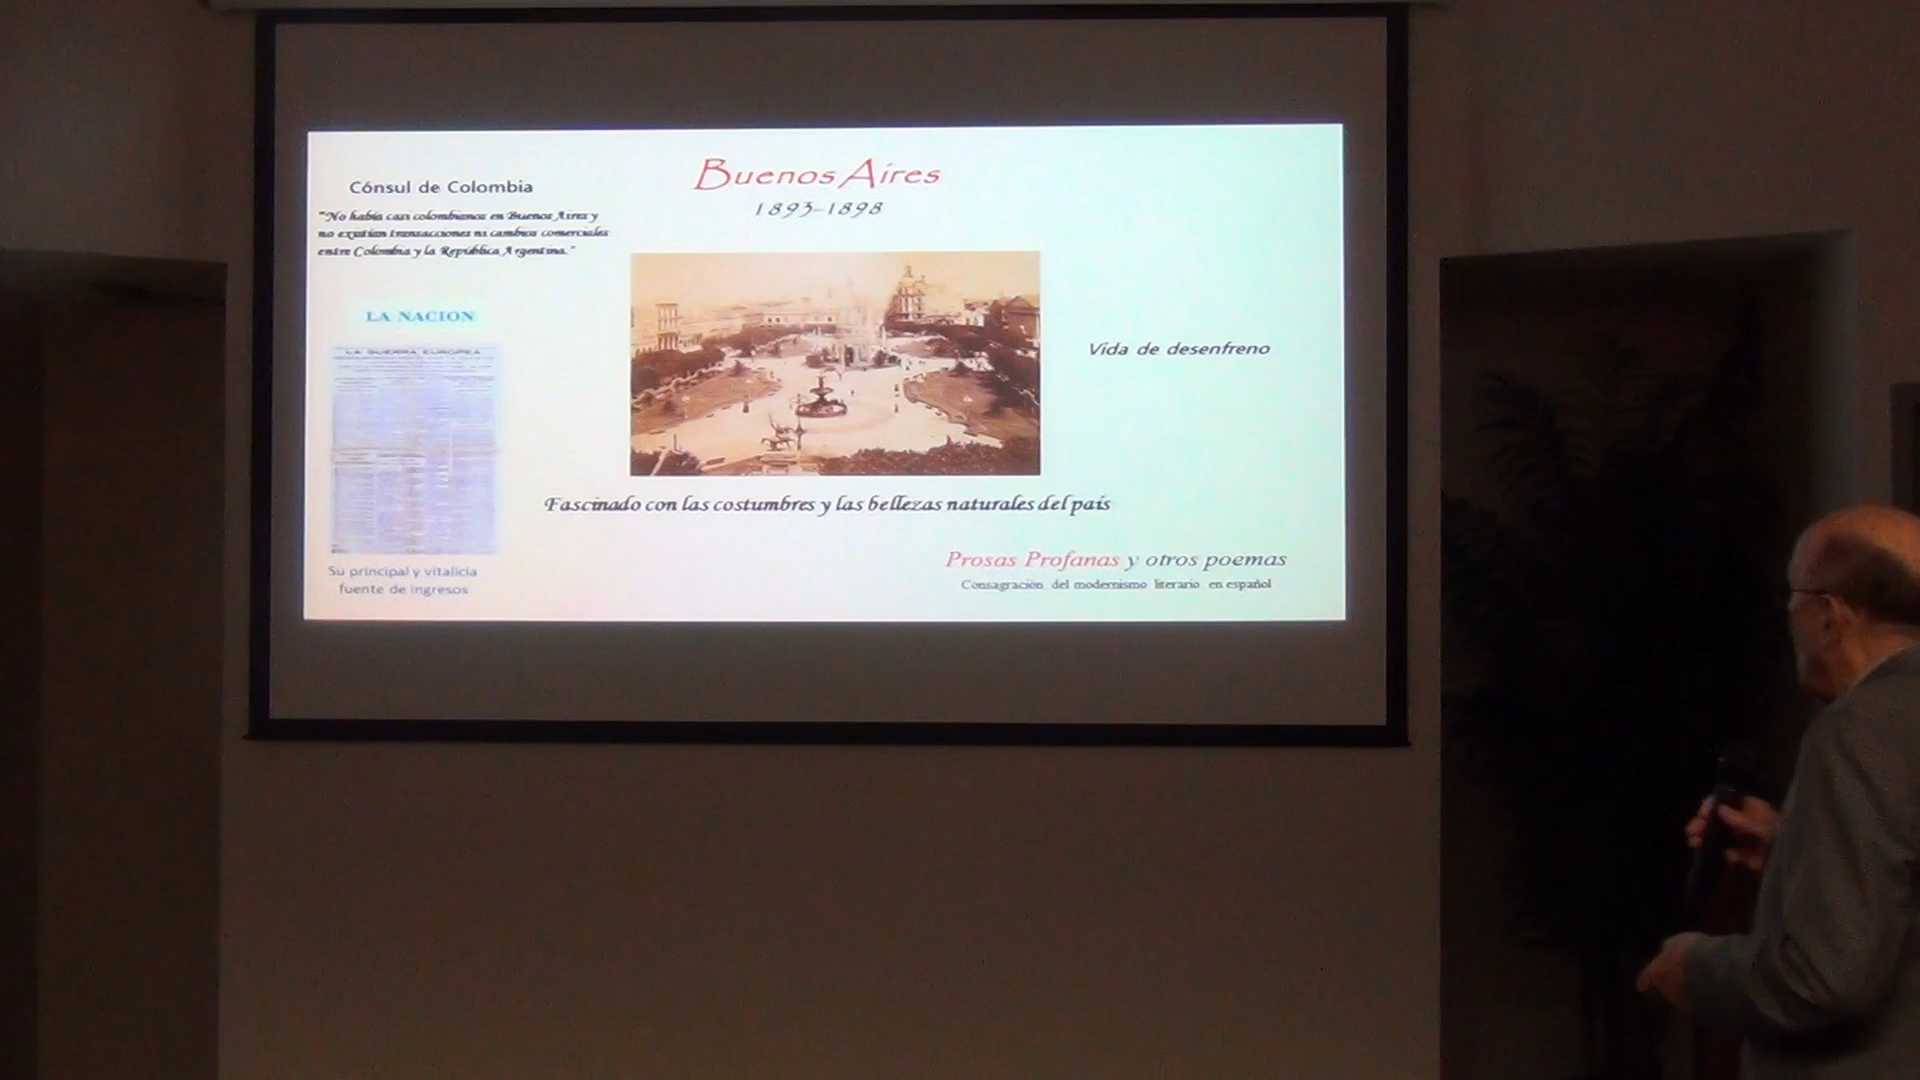 Buenos Aires
1893-1898
Cónsul de Colombia
"No había casi colombianos en Buenos Aires y
no existían transacciones ni cambios comerciales
entre Colombia y la República Argentina."
LA NACION
LA GUERRA EUROPEA
Su principal y vitalicia
fuente de ingresos
Vida de desenfreno
Fascinado con las costumbres y las bellezas naturales del país
Prosas Profanas y otros poemas
Consagración del modernismo literario en español